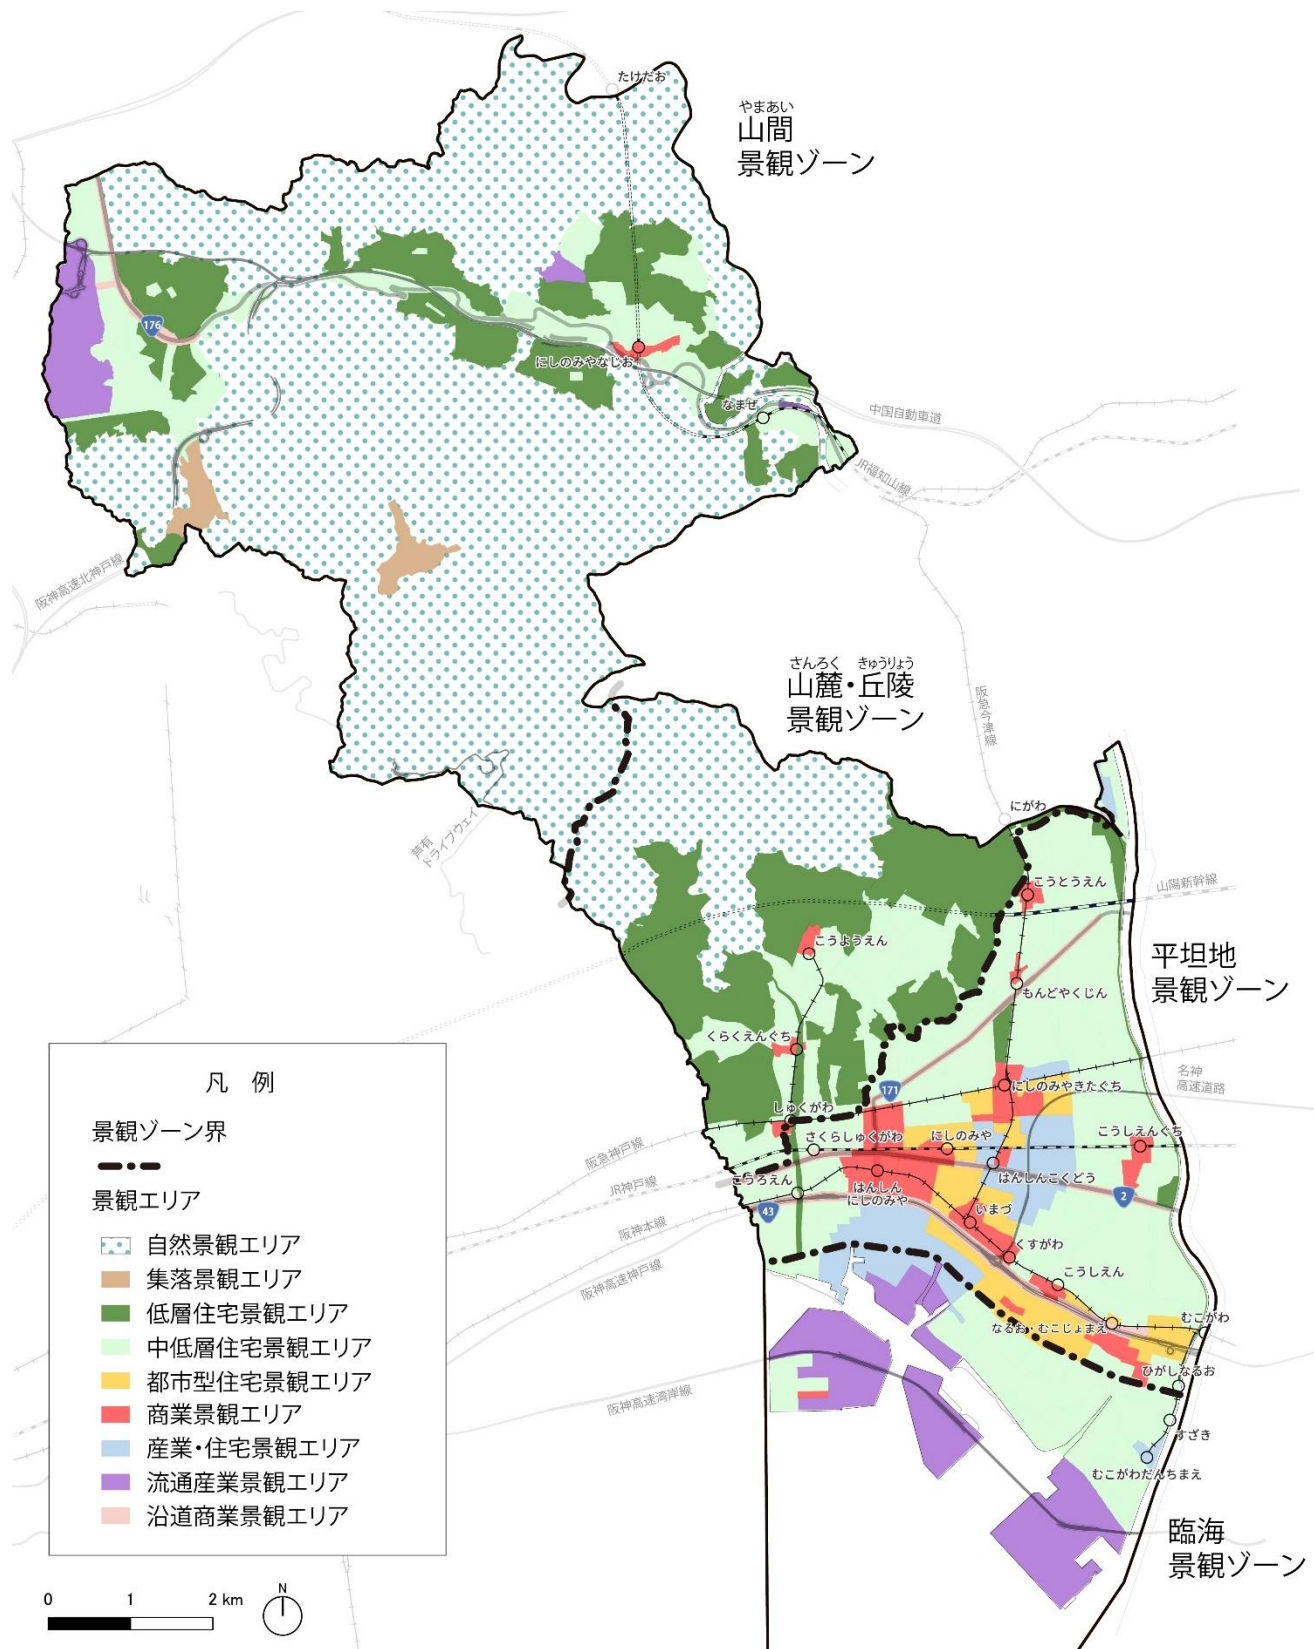 たけだお
やまあい
山間
景観ゾーン
176
にしのみやなじお
なまぜ
中国自動車道
JR福知山線
阪神高速北神戸線
さんろく きゅうりょう
山麓・丘陵
景観ゾーン
阪急今津線
芦有
ドライブウェイ
にがわ
こうとうえん
山陽新幹線
こうようえん
平坦地
景観ゾーン
もんどやくじん
くらくえんぐち
171
名神
高速道路
にしのみやきたぐち
しゅくがわ
さくらしゅくがわ
にしのみや
こうしえんぐち
阪急神戸線
JR神戸線
こうろえん
はんしん
にしのみや
はんしんこくどう
2
43
いまづ
阪神本線
くすがわ
阪神高速神戸線
こうしえん
なるお・むこじょまえ
むこがわ
ひがしなるお
阪神高速湾岸線
すざき
むこがわだんちまえ
臨海
景観ゾーン
凡 例
景観ゾーン界
景観エリア
自然景観エリア
集落景観エリア
低層住宅景観エリア
中低層住宅景観エリア
都市型住宅景観エリア
商業景観エリア
産業・住宅景観エリア
流通産業景観エリア
沿道商業景観エリア
0 1 2 km
N